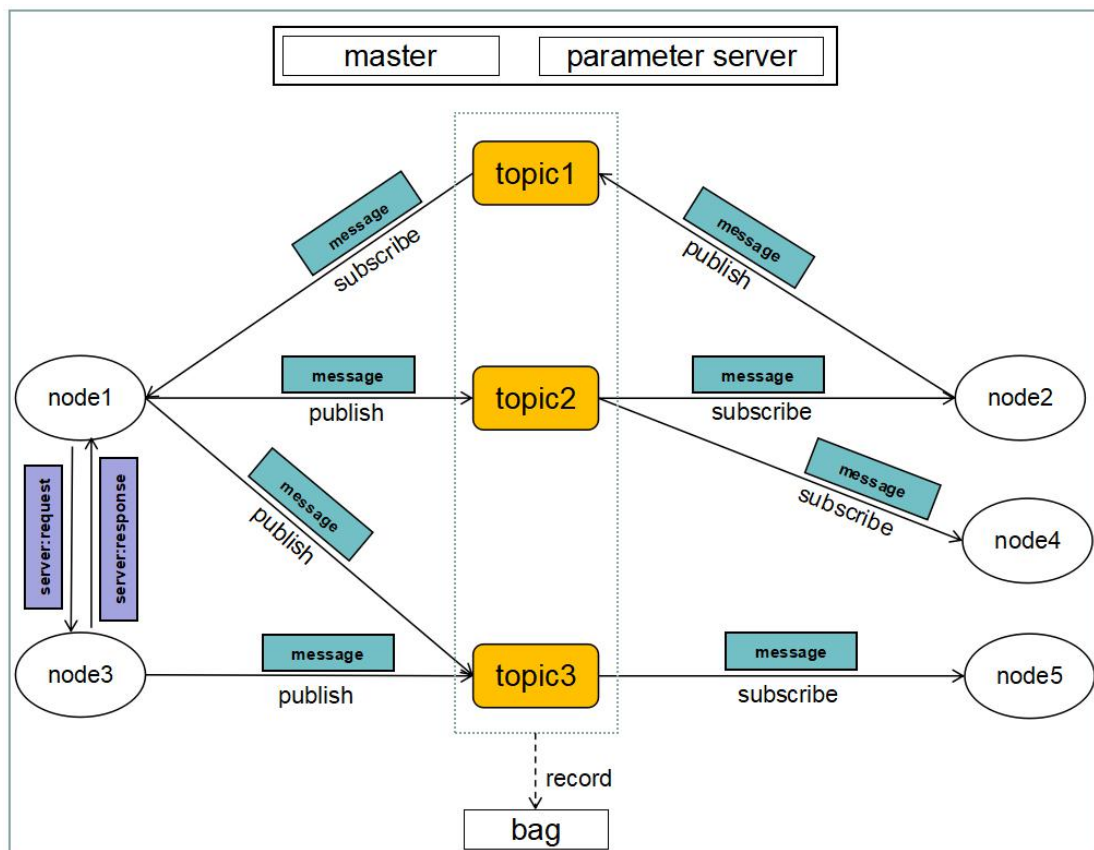 master
parameter server
topic1
message
subscribe
message
publish
node1
message
publish
topic2
message
subscribe
node2
message
subscribe
node4
message
publish
server:request
server:response
node3
message
publish
topic3
message
subscribe
node5
record
bag